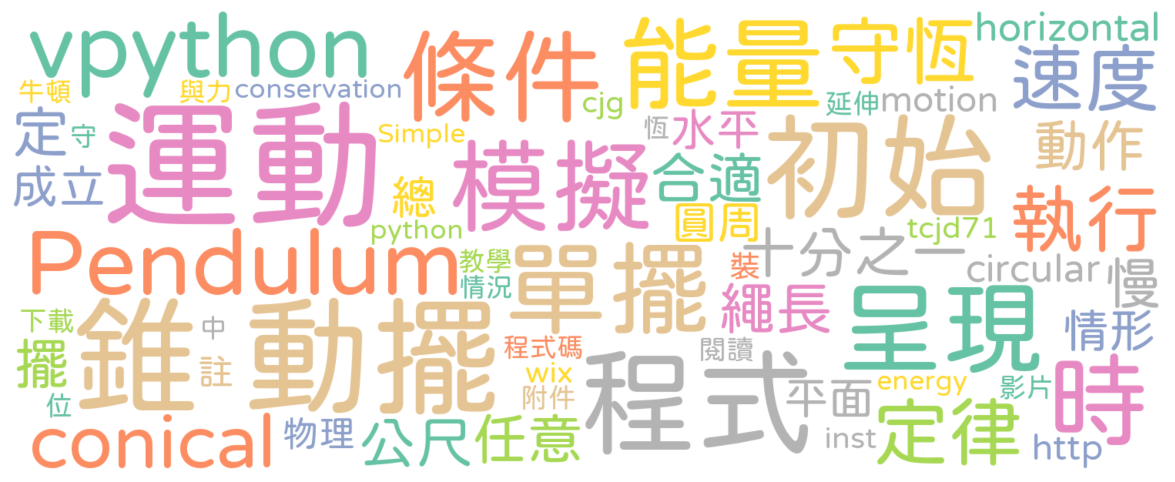 vpython
條件
能量
守恆
horizontal
牛頓
與力
conservation
cjg
延伸
motion
速度
定
守
運動
Simple
模擬
恆
水平
初始
動作
成立
總
合適
python
圓周
tcjd71
執行
Pendulum
教學
情況
單擺
裝
十分之一
circular
慢
下載
擺
錐動擺
中
註
程式碼
繩長
呈現
情形
位
wix
附件
程式
閱讀
平面
energy
影片
時
conical
物理
公尺
任意
inst
定律
http